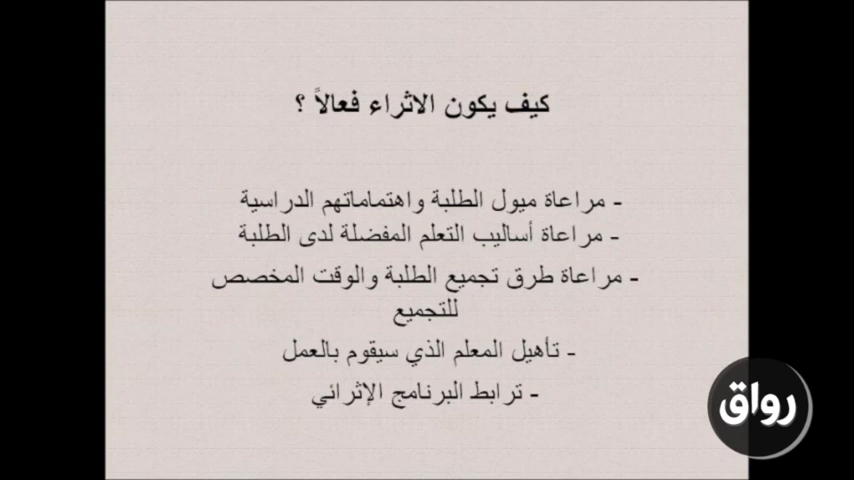 كيف يكون الاثراء فعالاً ؟
- مراعاة ميول الطلبة واهتماماتهم الدراسية
- مراعاة أساليب التعلم المفضلة لدى الطلبة
- مراعاة طرق تجميع الطلبة والوقت المخصص
للتجميع
- تأهيل المعلم الذي سيقوم بالعمل
- ترابط البرنامج الإثرائي
رواق